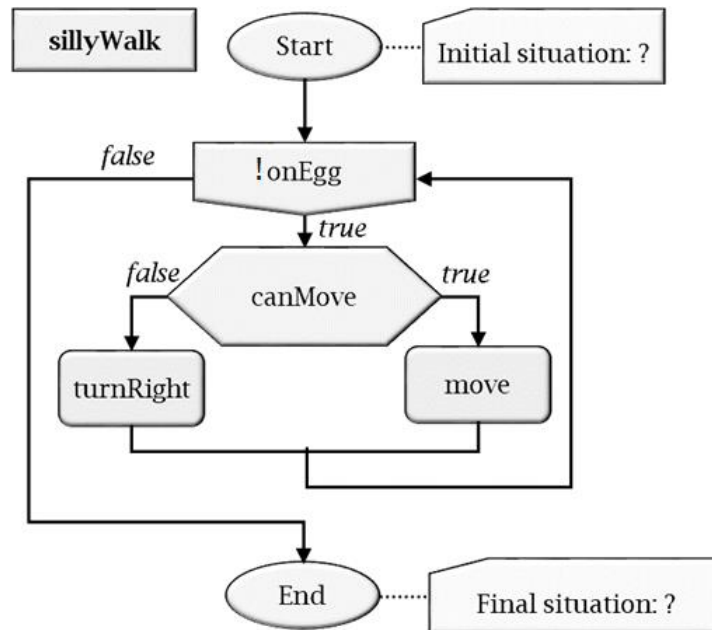 sillyWalk
Start
Initial situation: ?
false
!onEgg
true
false
canMove
true
turnRight
move
End
Final situation: ?